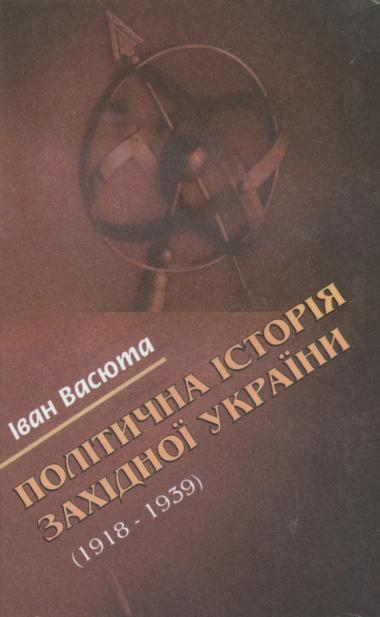 Іван Васюта
ПОЛІТИЧНА ІСТОРІЯ
ЗАХІДНОЇ УКРАЇНИ
(1918 - 1939)